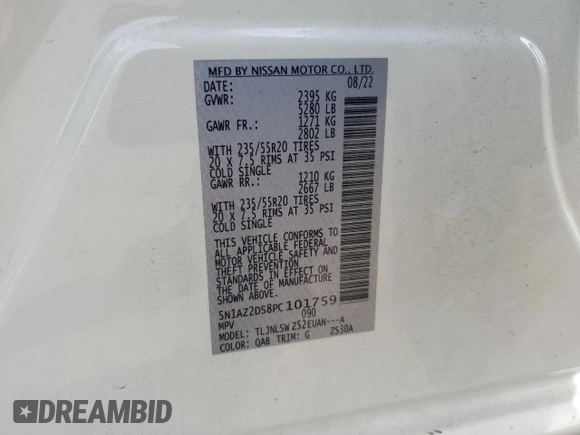 MFD BY NISSAN MOTOR CO., LTD.
DATE: 08/22
GVWR: 2395 KG
5280 LB
GAWR FR.: 1271 KG
2802 LB
WITH 235/55R20 TIRES
20 X 7.5 RIMS AT 35 PSI
COLD SINGLE
GAWR RR.: 1210 KG
2667 LB
WITH 235/55R20 TIRES
20 X 7.5 RIMS AT 35 PSI
COLD SINGLE
THIS VEHICLE CONFORMS TO
ALL APPLICABLE FEDERAL
MOTOR VEHICLE SAFETY AND
THEFT PREVENTION
STANDARDS IN EFFECT ON
THE DATE OF MANUFACTURE
SHOWN ABOVE.
5N1AZ2DS8PC101759
MPV 090
MODEL: TLJNLSW Z52EUAN---A
COLOR: QAB TRIM: G Z530A
DREAMBID